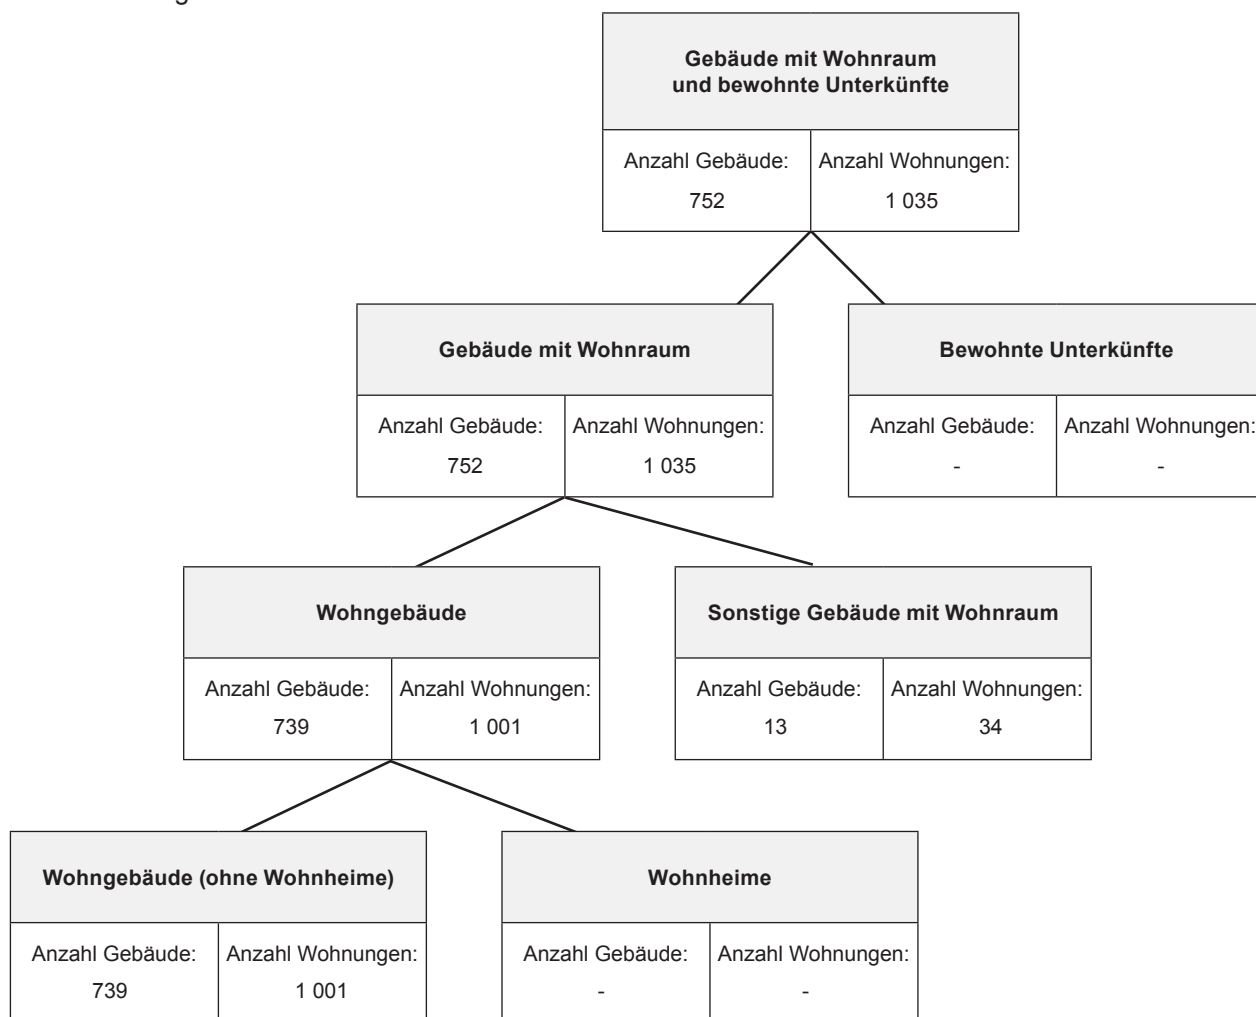 Gebäude mit Wohnraum
und bewohnte Unterkünfte
Anzahl Gebäude: Anzahl Wohnungen:
752 1 035
Gebäude mit Wohnraum Bewohnte Unterkünfte
Anzahl Gebäude: Anzahl Wohnungen: Anzahl Gebäude: Anzahl Wohnungen:
752 1 035 - -
Wohngebäude Sonstige Gebäude mit Wohnraum
Anzahl Gebäude: Anzahl Wohnungen: Anzahl Gebäude: Anzahl Wohnungen:
739 1 001 13 34
Wohngebäude (ohne Wohnheime) Wohnheime
Anzahl Gebäude: Anzahl Wohnungen: Anzahl Gebäude: Anzahl Wohnungen:
739 1 001 - -